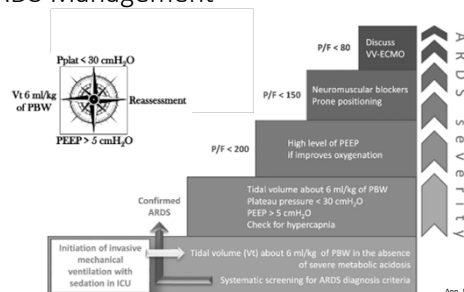 ARDS Management
Pplat < 30 cmH₂O
Vt 6 ml/kg
of PBW
Reassessment
PEEP > 5 cmH₂O
P/F < 80
Discuss
VV-ECMO
P/F < 150
Neuromuscular blockers
Prone positioning
P/F < 200
High level of PEEP
if improves oxygenation
Confirmed
ARDS
Tidal volume about 6 ml/kg of PBW
Plateau pressure < 30 cmH₂O
PEEP > 5 cmH₂O
Check for hypercapnia
Initiation of invasive
mechanical
ventilation with
sedation in ICU
Tidal volume (Vt) about 6 ml/kg of PBW in the absence
of severe metabolic acidosis
Systematic screening for ARDS diagnosis criteria
ARDS severity